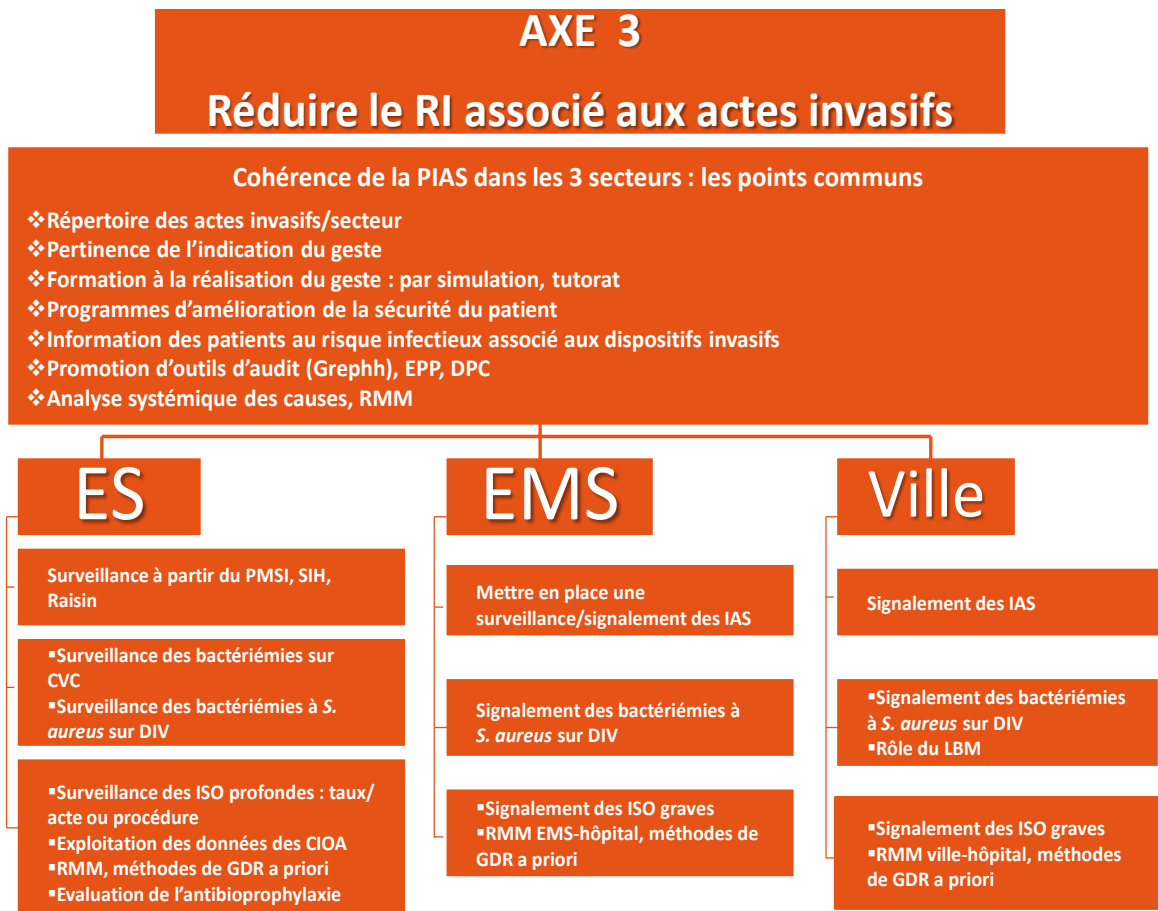 AXE 3
Réduire le RI associé aux actes invasifs
Cohérence de la PIAS dans les 3 secteurs : les points communs
❖Répertoire des actes invasifs/secteur
❖Pertinence de l’indication du geste
❖Formation à la réalisation du geste : par simulation, tutorat
❖Programmes d’amélioration de la sécurité du patient
❖Information des patients au risque infectieux associé aux dispositifs invasifs
❖Promotion d’outils d’audit (Grephh), EPP, DPC
❖Analyse systémique des causes, RMM
ES
Surveillance à partir du PMSI, SIH,
Raisin
▪Surveillance des bactériémies sur
CVC
▪Surveillance des bactériémies à S.
aureus sur DIV
▪Surveillance des ISO profondes : taux/
acte ou procédure
▪Exploitation des données des CIOA
▪RMM, méthodes de GDR a priori
▪Evaluation de l’antibioprophylaxie
EMS
Mettre en place une
surveillance/signalement des IAS
Signalement des bactériémies à
S. aureus sur DIV
▪Signalement des ISO graves
▪RMM EMS-hôpital, méthodes de
GDR a priori
Ville
Signalement des IAS
▪Signalement des bactériémies
à S. aureus sur DIV
▪Rôle du LBM
▪Signalement des ISO graves
▪RMM ville-hôpital, méthodes
de GDR a priori